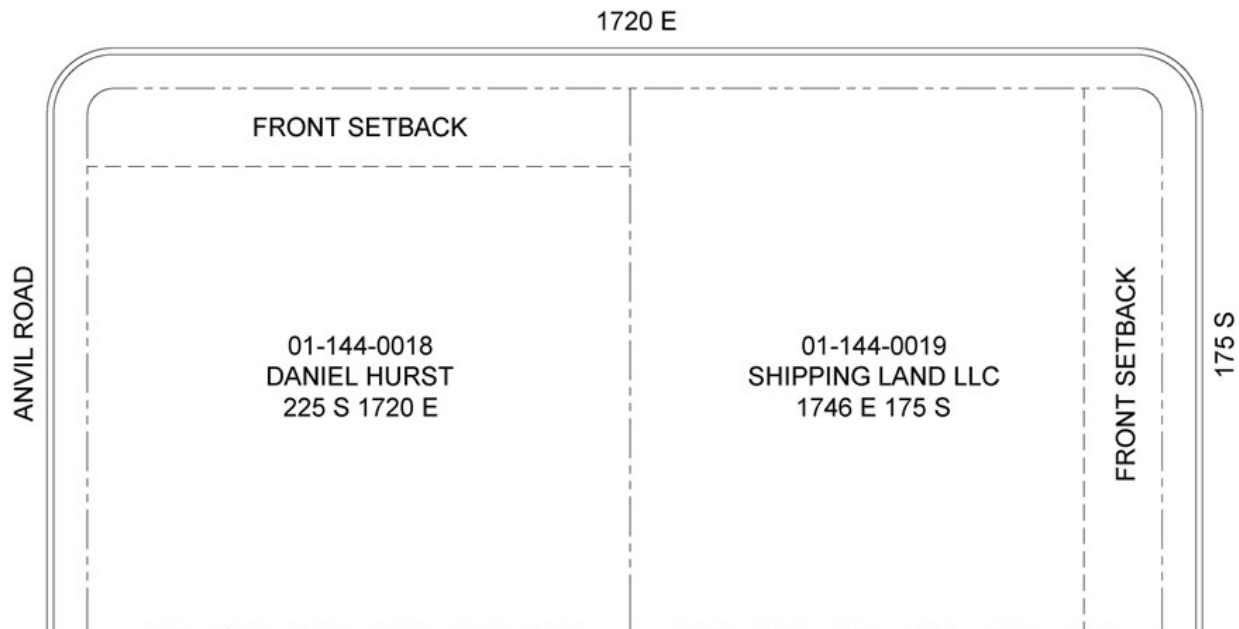 1720 E
FRONT SETBACK
ANVIL ROAD
01-144-0018
DANIEL HURST
225 S 1720 E
01-144-0019
SHIPPING LAND LLC
1746 E 175 S
FRONT SETBACK
175 S